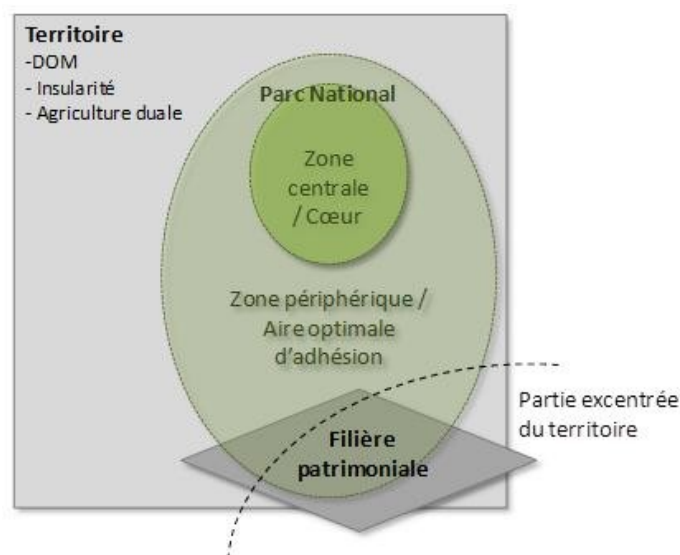 Territoire
-DOM
- Insularité
- Agriculture duale
Parc National
Zone
centrale
/ Cœur
Zone périphérique /
Aire optimale
d’adhésion
Partie excentrée
du territoire
Filière
patrimoniale